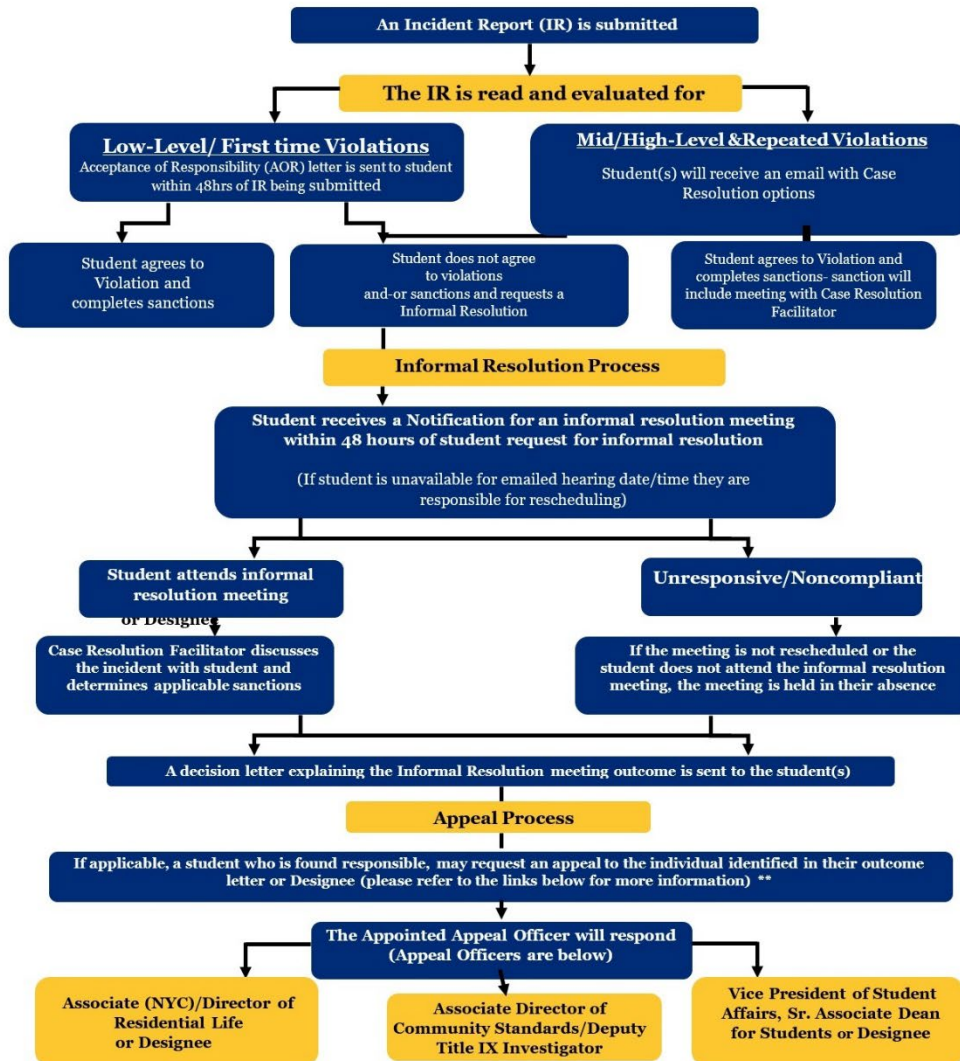 An Incident Report (IR) is submitted
The IR is read and evaluated for
Low-Level/ First time Violations
Acceptance of Responsibility (AOR) letter is sent to student
within 48hrs of IR being submitted
Mid/High-Level &Repeated Violations
Student(s) will receive an email with Case
Resolution options
Student agrees to
Violation and
completes sanctions
Student does not agree
to violations
and-or sanctions and requests a
Informal Resolution
Student agrees to Violation and
completes sanctions- sanction will
include meeting with Case Resolution
Facilitator
Informal Resolution Process
Student receives a Notification for an informal resolution meeting
within 48 hours of student request for informal resolution
(If student is unavailable for emailed hearing date/time they are
responsible for rescheduling)
Student attends informal
resolution meeting
or Designee
Unresponsive/Noncompliant
Case Resolution Facilitator discusses
the incident with student and
determines applicable sanctions
If the meeting is not rescheduled or the
student does not attend the informal resolution
meeting, the meeting is held in their absence
A decision letter explaining the Informal Resolution meeting outcome is sent to the student(s)
Appeal Process
If applicable, a student who is found responsible, may request an appeal to the individual identified in their outcome
letter or Designee (please refer to the links below for more information) **
The Appointed Appeal Officer will respond
(Appeal Officers are below)
Associate (NYC)/Director of
Residential Life
or Designee
Associate Director of
Community Standards/Deputy
Title IX Investigator
Vice President of Student
Affairs, Sr. Associate Dean
for Students or Designee